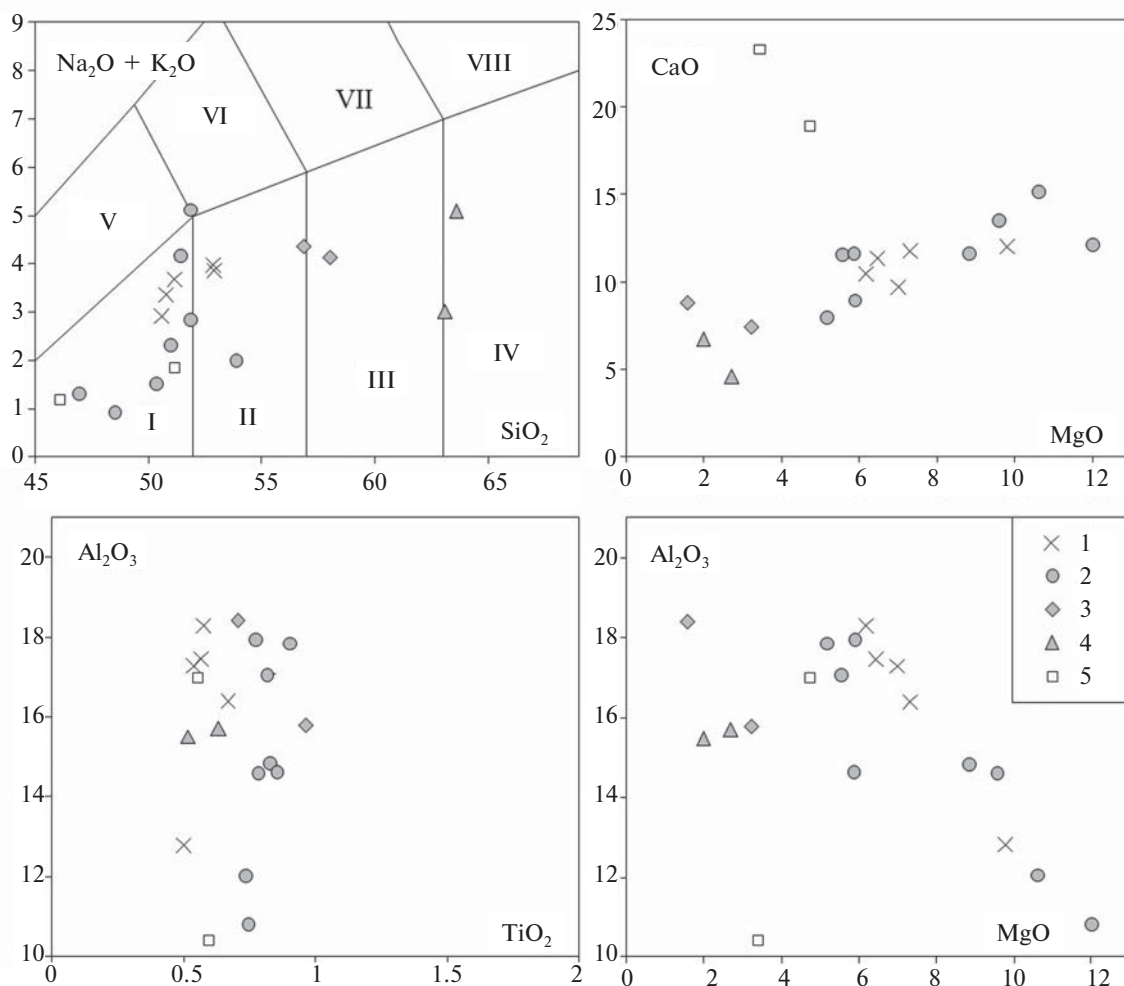 9
8
7
6
5
4
3
2
1
0
Na₂O + K₂O
VI
VII
VIII
V
I
II
III
IV
SiO₂
45 50 55 60 65
25
20
15
10
5
0
CaO
MgO
0 2 4 6 8 10 12
20
18
16
14
12
10
Al₂O₃
TiO₂
0 0.5 1 1.5 2
20
18
16
14
12
10
Al₂O₃
1
2
3
4
5
MgO
0 2 4 6 8 10 12